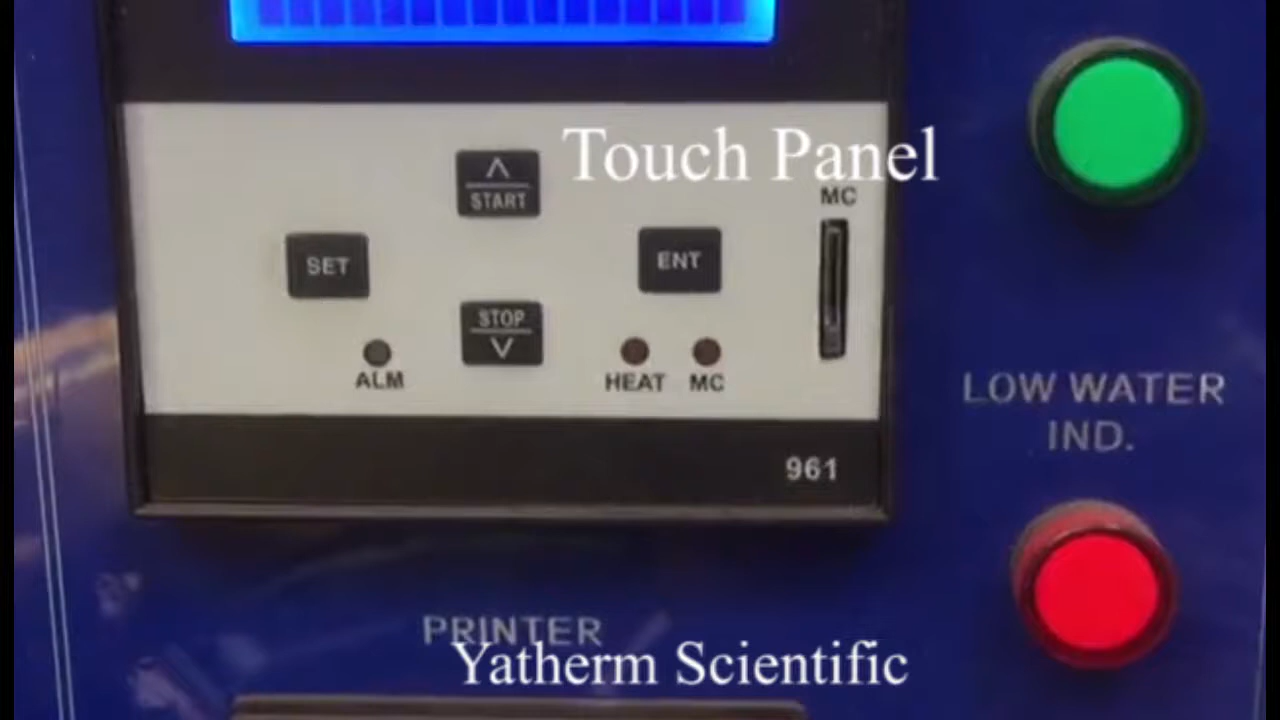 Touch Panel
START
MC
SET
ENT
STOP
ALM
HEAT
MC
961
LOW WATER
IND.
PRINTER
Yatherm Scientific